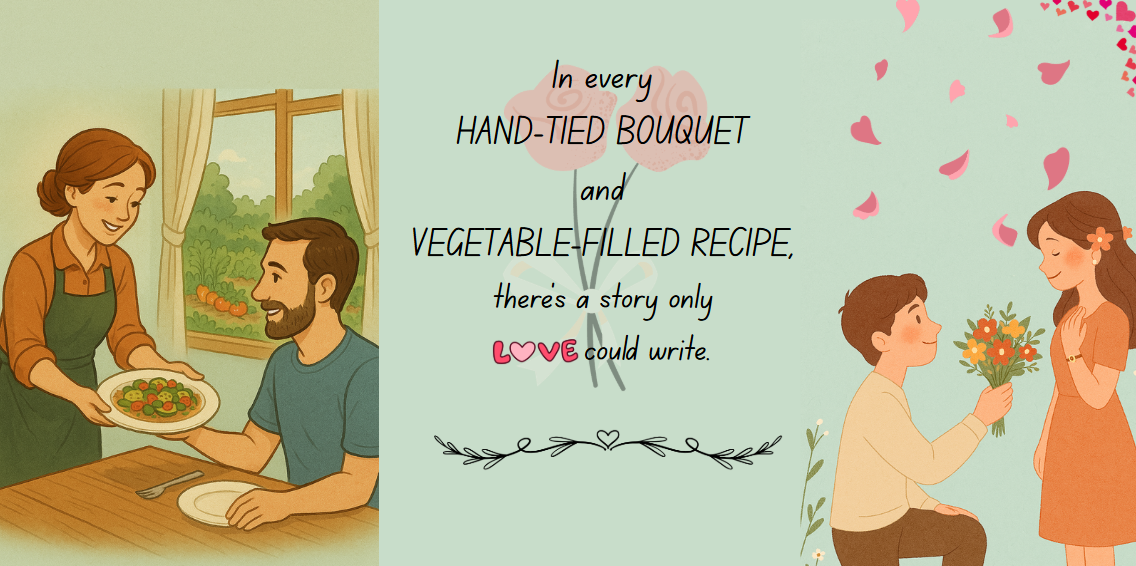 In every
HAND-TIED BOUQUET
and
VEGETABLE-FILLED RECIPE,
there's a story only
LOVE could write.